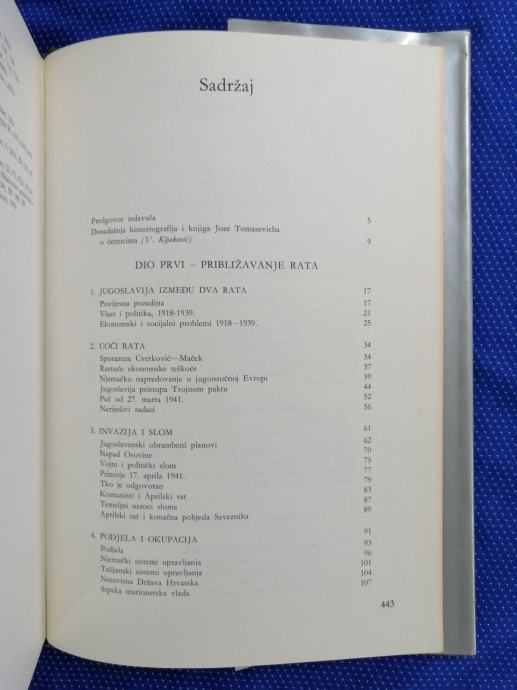 Sadržaj
Predgovor izdavača 5
Dosadašnja historiografija i knjiga Joze Tomasevicha
o četnicima (V. Kljaković) 9
DIO PRVI – PRIBLIŽAVANJE RATA
1. JUGOSLAVIJA IZMEĐU DVA RATA 17
Povijesna pozadina 17
Vlast i politika, 1918-1939. 21
Ekonomski i socijalni problemi 1918–1939. 25
2. UOČI RATA 34
Sporazum Cvetković—Maček 34
Rastuće ekonomske teškoće 37
Njemačko napredovanje u jugoistočnoj Evropi 39
Jugoslavija pristupa Trojnom paktu 44
Puč od 27. marta 1941. 52
Neriješivi zadaci 56
3. INVAZIJA I SLOM 61
Jugoslavenski obrambeni planovi 62
Napad Osovine 70
Vojni i politički slom 75
Primirje 17. aprila 1941. 77
Tko je odgovoran 79
Komunisti i Aprilski rat 83
Temeljni uzroci sloma 87
Aprilski rat i konačna pobjeda Saveznika 89
4. PODJELA I OKUPACIJA 91
Podjela 93
Njemački sistemi upravljanja 96
Talijanski sistemi upravljanja 101
Nezavisna Država Hrvatska 104
Srpska marionetska vlada 107
443